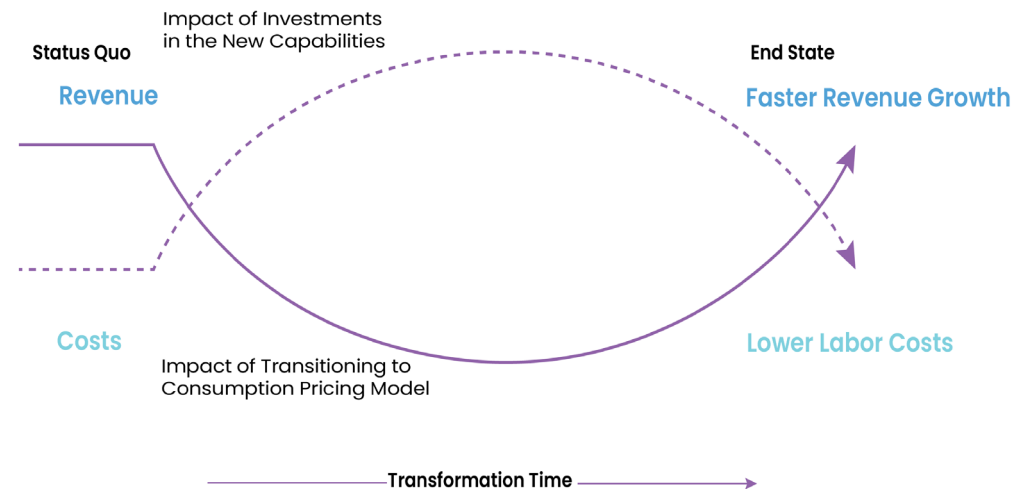 Impact of Investments
in the New Capabilities
Status Quo
End State
Revenue
Faster Revenue Growth
Costs
Lower Labor Costs
Impact of Transitioning to
Consumption Pricing Model
Transformation Time